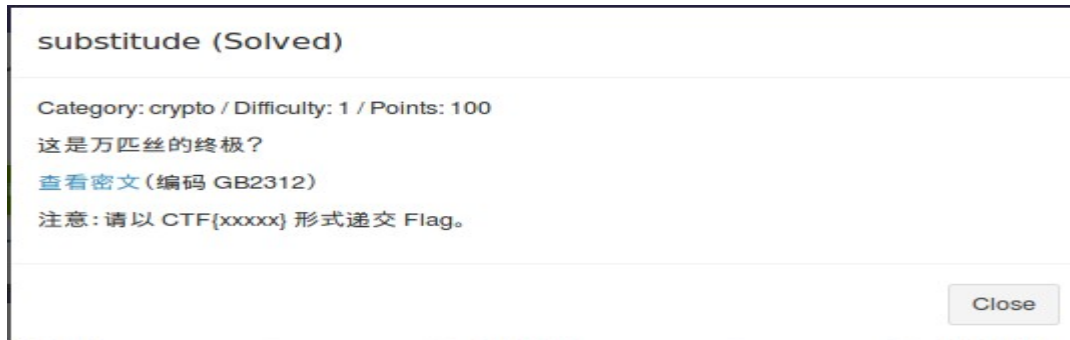 substitude (Solved)
Category: crypto / Difficulty: 1 / Points: 100
这是万匹丝的终极？
查看密文(编码 GB2312)
注意:请以 CTF{xxxxx} 形式递交 Flag。
Close